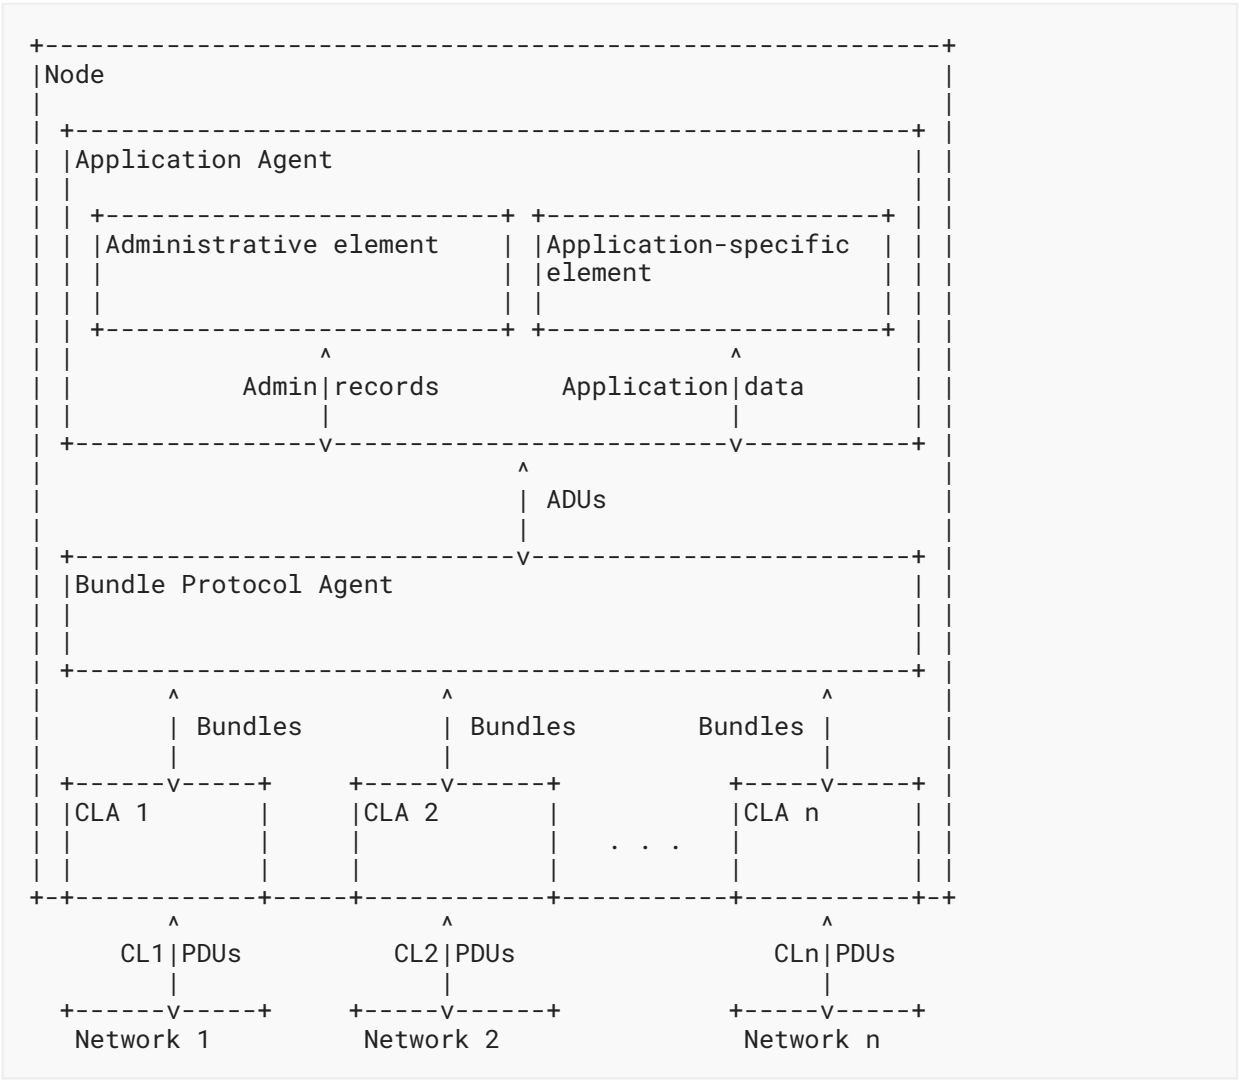 Node
Application Agent
Administrative element
Application-specific
element
Admin|records
Application|data
ADUs
Bundle Protocol Agent
Bundles
Bundles
Bundles
CLA 1
CLA 2
CLA n
. . .
CL1|PDUs
CL2|PDUs
CLn|PDUs
Network 1
Network 2
Network n